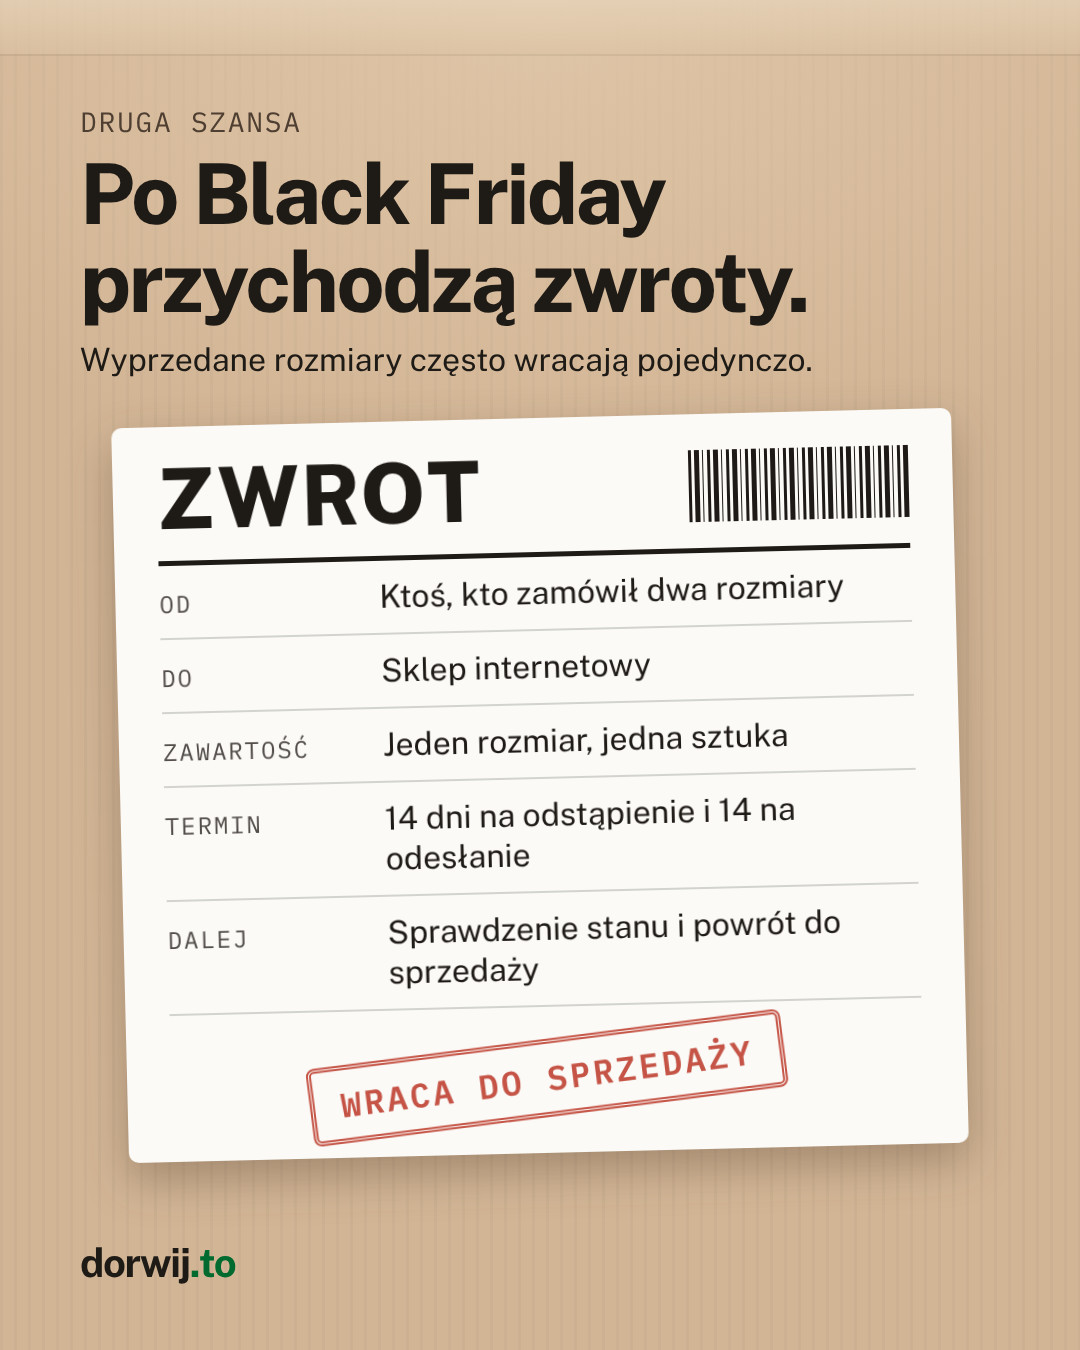 DRUGA SZANSA
Po Black Friday
przychodzą zwroty.
Wyprzedane rozmiary często wracają pojedynczo.
ZWROT
OD
Ktoś, kto zamówił dwa rozmiary
DO
Sklep internetowy
ZAWARTOŚĆ
Jeden rozmiar, jedna sztuka
TERMIN
14 dni na odstąpienie i 14 na
odesłanie
DALEJ
Sprawdzenie stanu i powrót do
sprzedaży
WRACA DO SPRZEDAŻY
dorwij.to